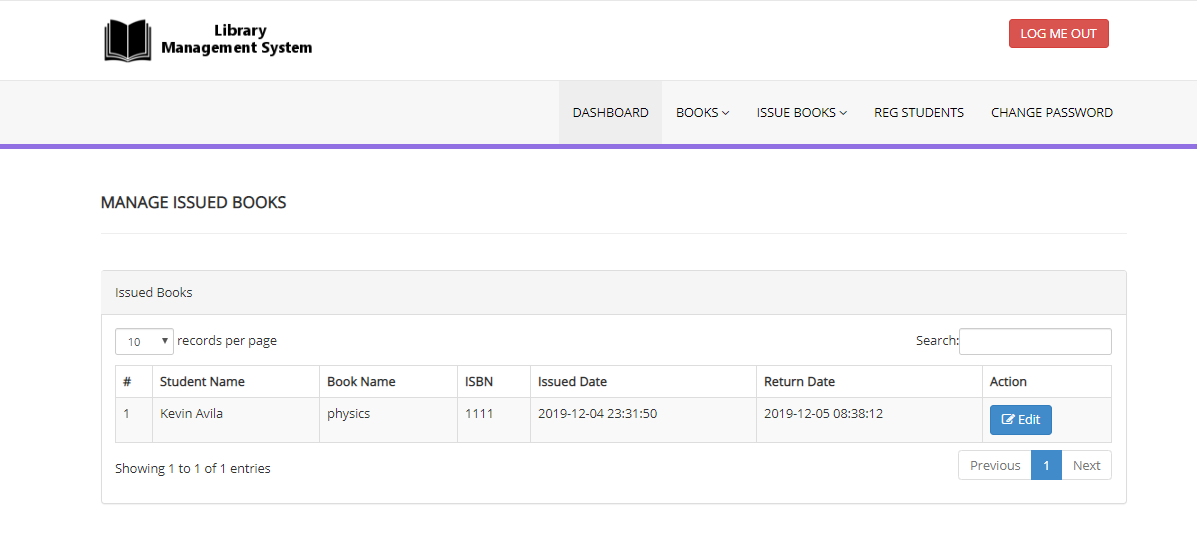 Library
Management System
LOG ME OUT
DASHBOARD BOOKS ISSUE BOOKS REG STUDENTS CHANGE PASSWORD
MANAGE ISSUED BOOKS
Issued Books
10 records per page Search:
# Student Name Book Name ISBN Issued Date Return Date Action
1 Kevin Avila physics 1111 2019-12-04 23:31:50 2019-12-05 08:38:12 Edit
Showing 1 to 1 of 1 entries Previous 1 Next